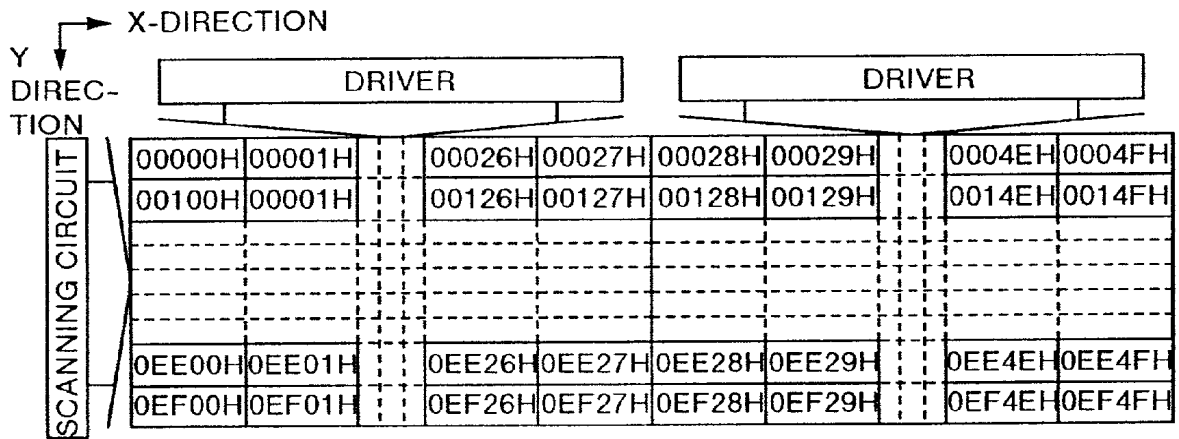 X-DIRECTION
Y
DIREC-
TION
DRIVER DRIVER
SCANNING CIRCUIT
00000H 00001H 00026H 00027H 00028H 00029H 0004EH 0004FH
00100H 00001H 00126H 00127H 00128H 00129H 0014EH 0014FH
0EE00H 0EE01H 0EE26H 0EE27H 0EE28H 0EE29H 0EE4EH 0EE4FH
0EF00H 0EF01H 0EF26H 0EF27H 0EF28H 0EF29H 0EF4EH 0EF4FH